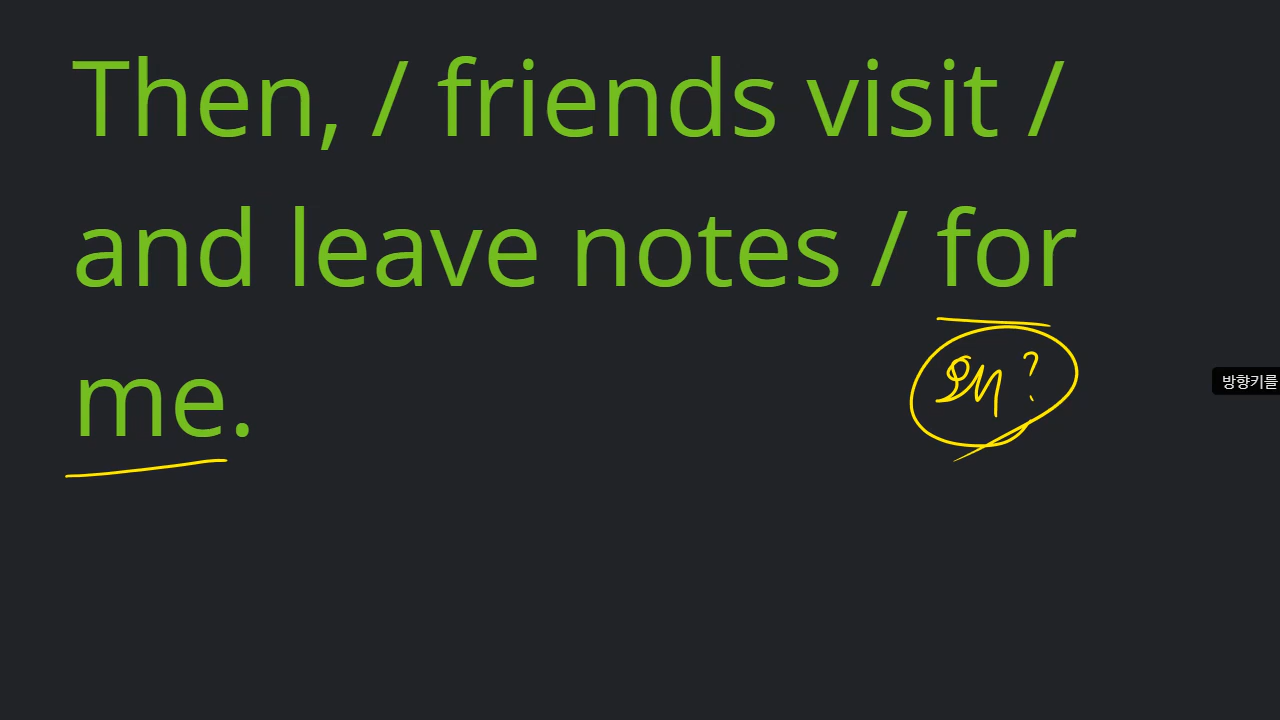 Then, / friends visit /
and leave notes / for
me.
왜?
방향키를